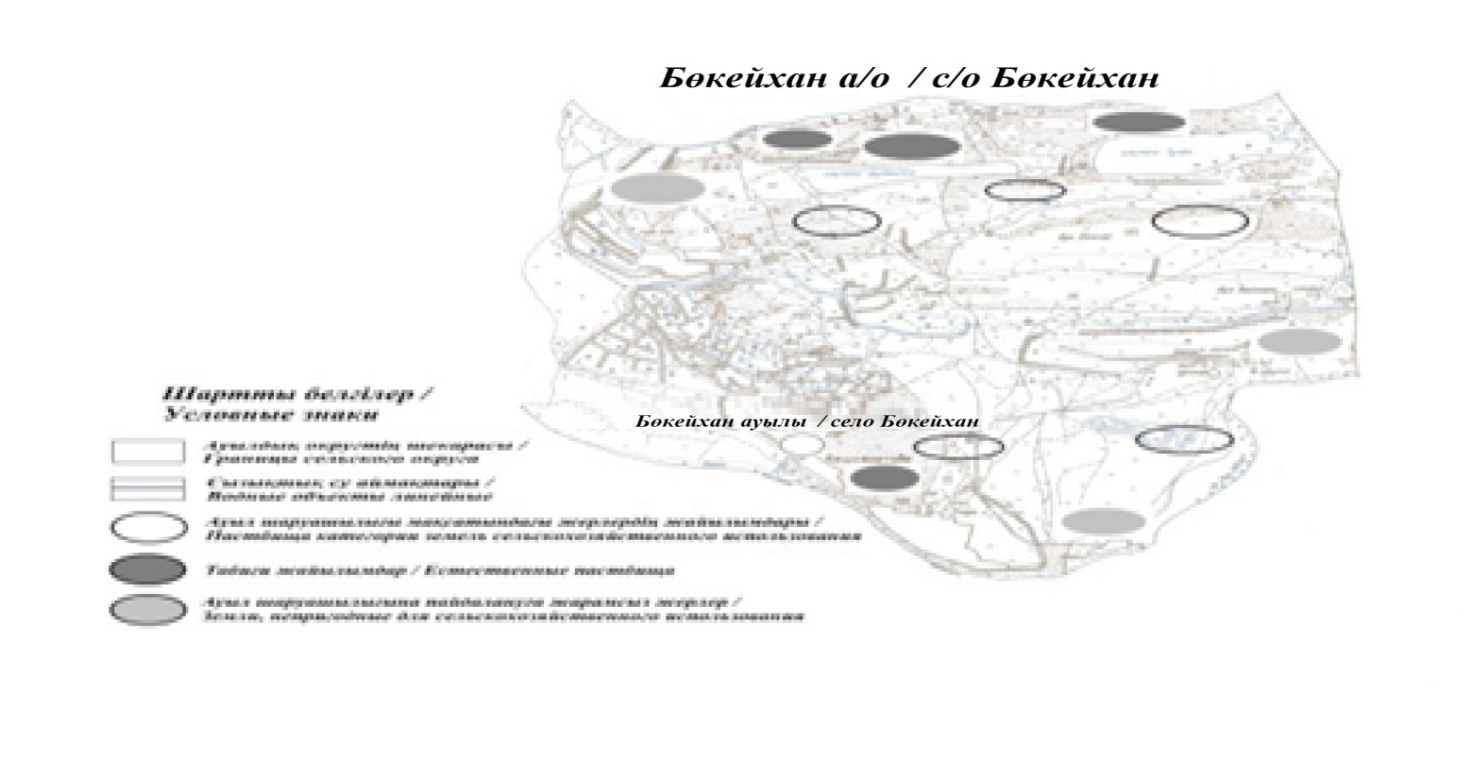 Бөкейхан а/о / с/о Бөкейхан
Бөкейхан ауылы / село Бөкейхан
Шартты белгілер /
Условные знаки
Ауылдық округтің шекарасы /
Границы сельского округа
Сызықтық су аймақтары /
Водные объекты линейные
Ауыл шаруашылығы мақсатындағы жерлердің жайылымдары /
Пастбища категории земель сельскохозяйственного использования
Табиғи жайылымдар / Естественные пастбища
Ауыл шаруашылығына пайдалануға жарамсыз жерлер /
Земли, непригодные для сельскохозяйственного использования